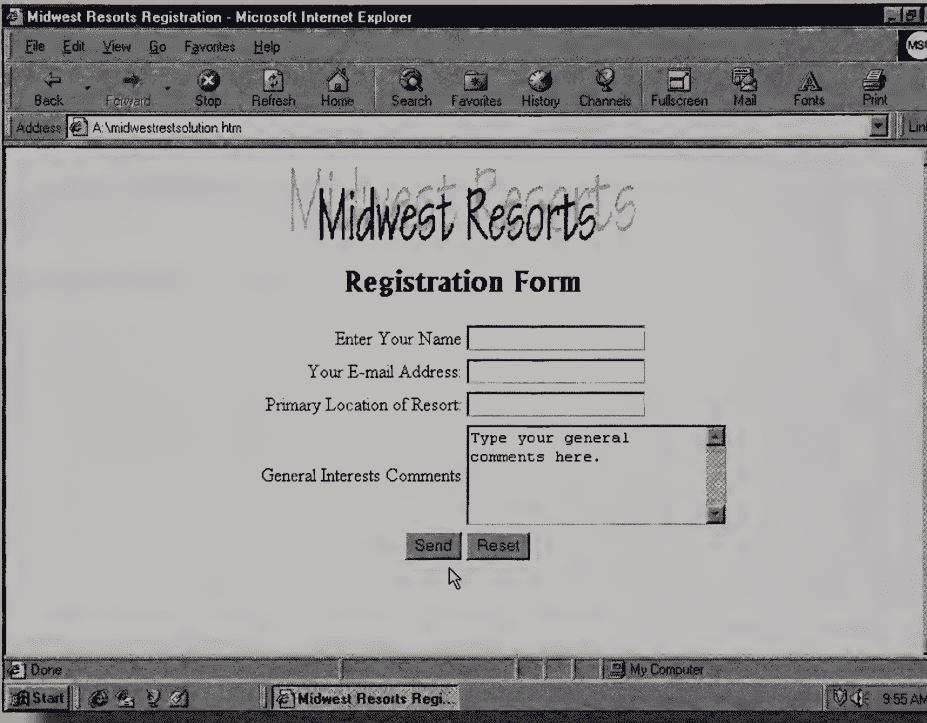 Midwest Resorts Registration - Microsoft Internet Explorer
File Edit View Go Favorites Help
Back Forward Stop Refresh Home Search Favorites History Channels Fullscreen Mail Fonts Print
Address A:\midwestrestsolution.htm
Midwest Resorts
Midwest Resorts
Registration Form
Enter Your Name
Your E-mail Address:
Primary Location of Resort:
Type your general
comments here.
General Interests Comments
Send Reset
Done My Computer
Start Midwest Resorts Regi... 9:55 AM